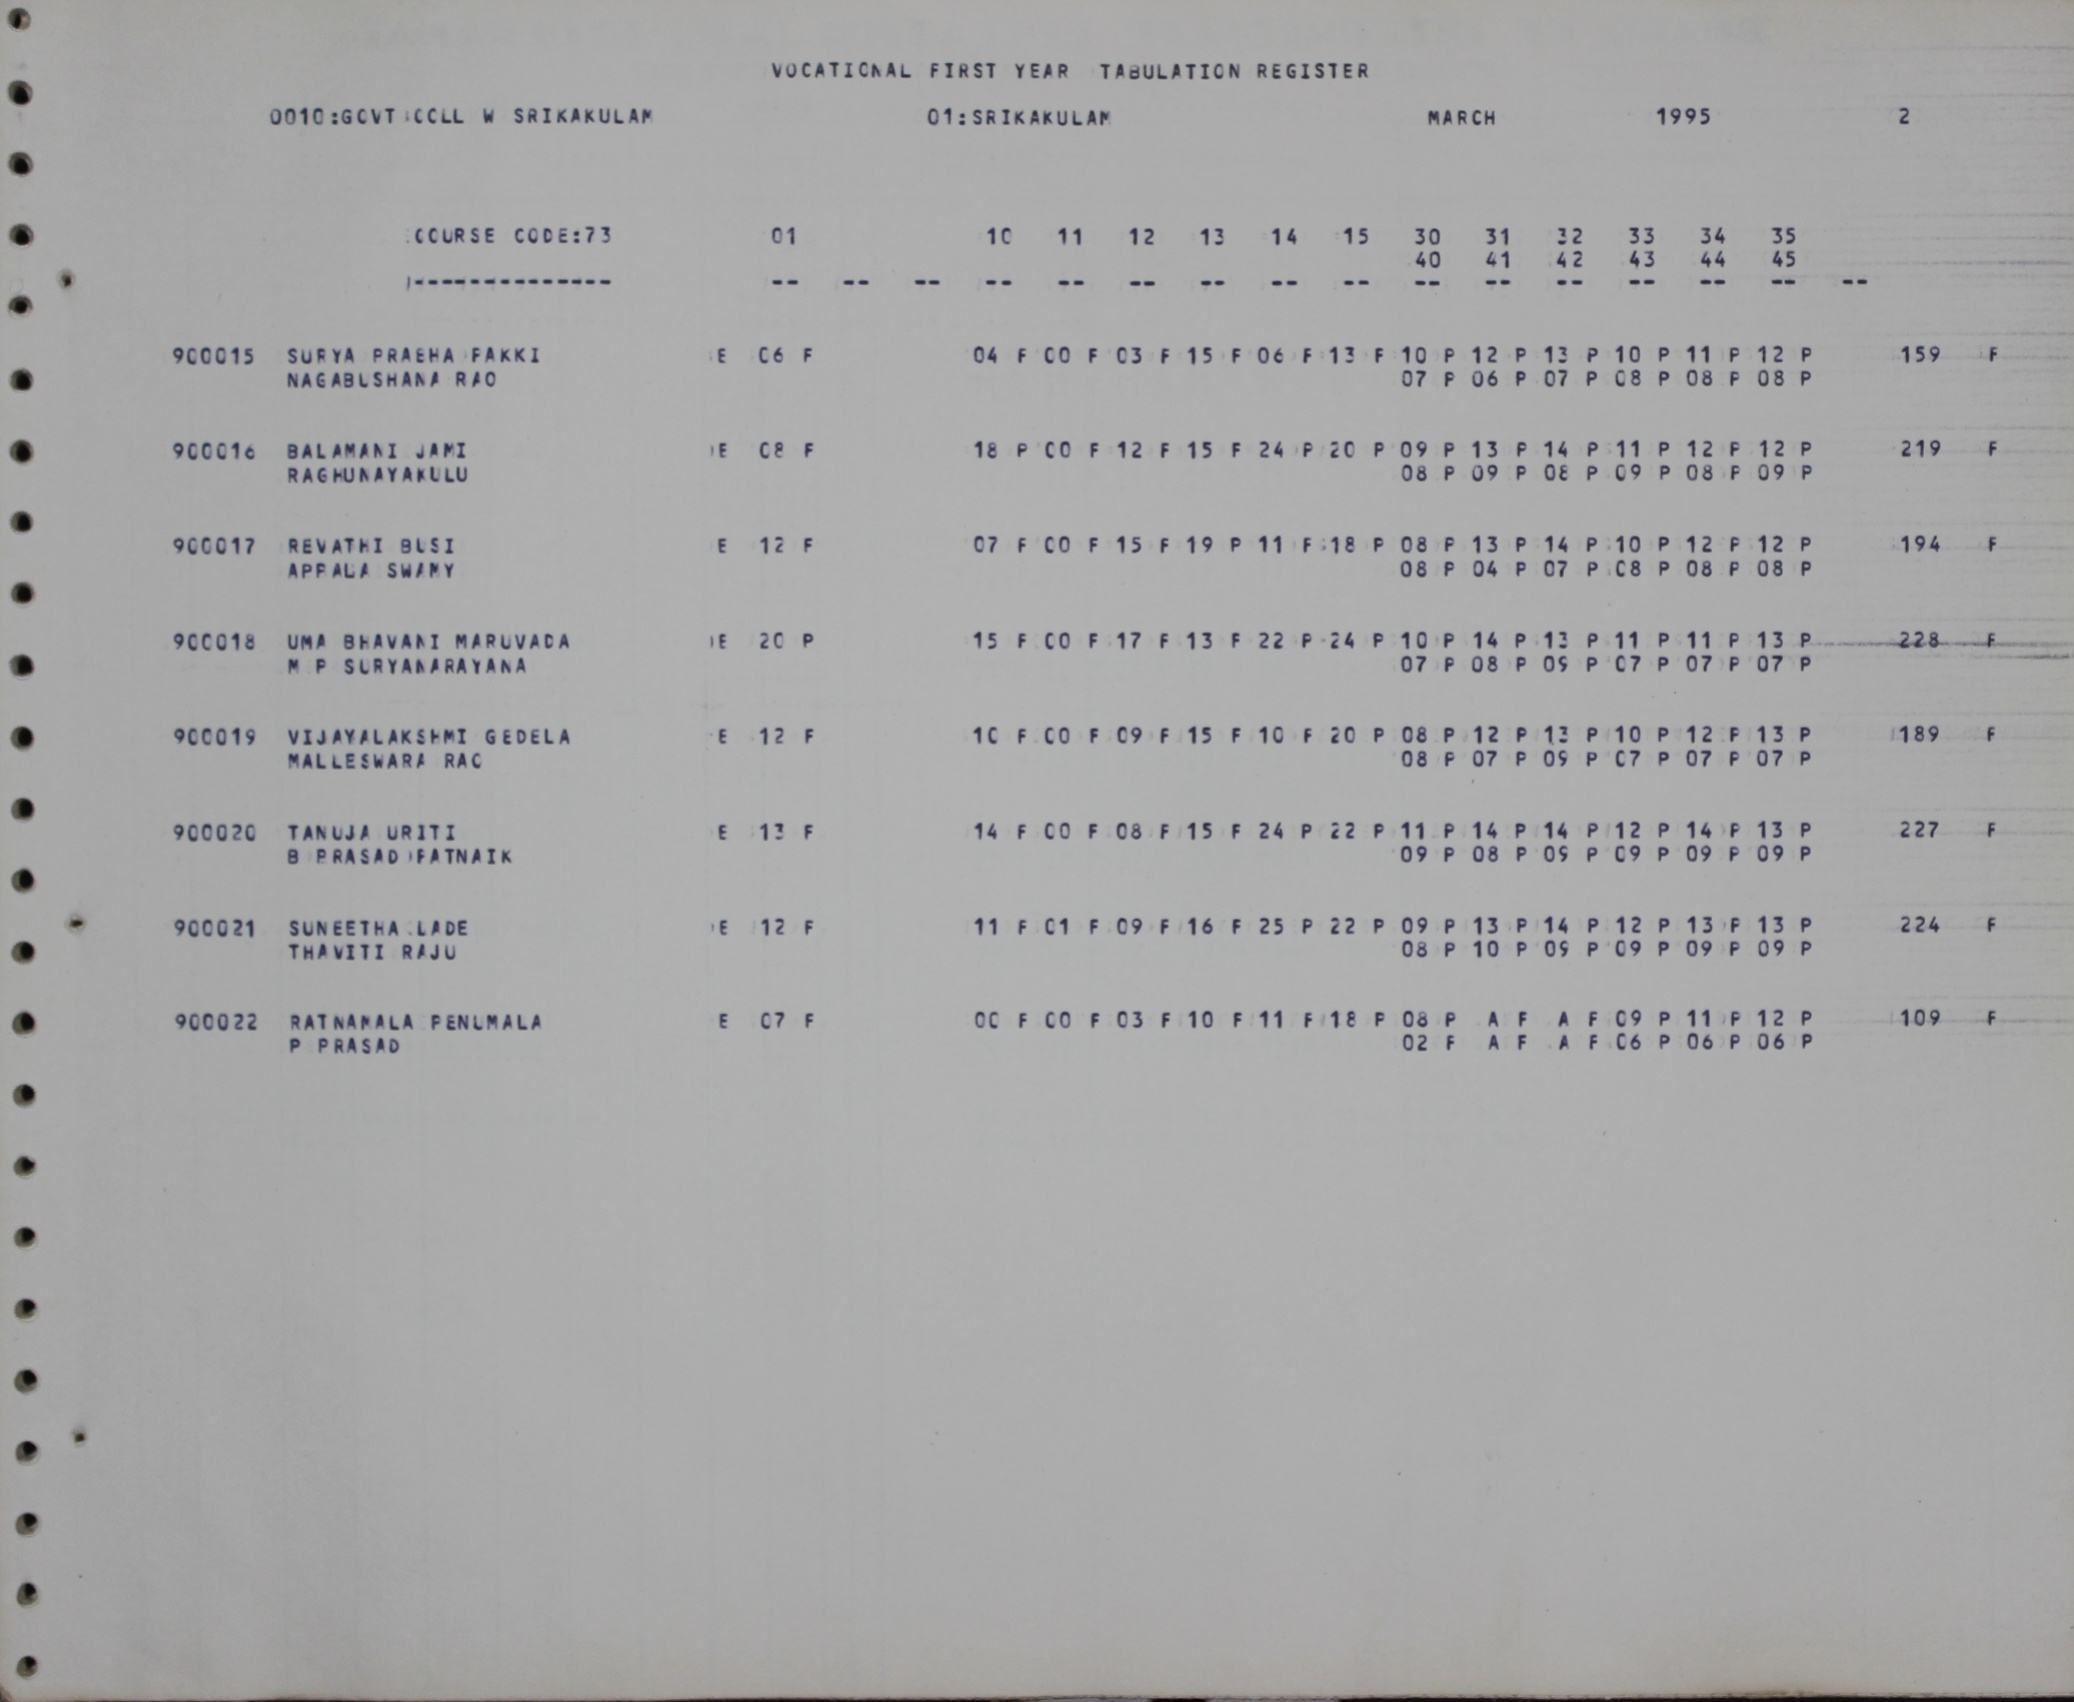 VOCATIONAL FIRST YEAR TABULATION REGISTER
0010:GOVT COLL W SRIKAKULAM 01:SRIKAKULAM MARCH 1995 2
COURSE CODE:73 01 10 11 12 13 14 15 30 31 32 33 34 35
40 41 42 43 44 45
-------------- -- -- -- -- -- -- -- -- -- -- -- -- -- -- -- --
900015 SURYA PRABHA PAKKI E 06 F 04 F 00 F 03 F 15 F 06 F 13 F 10 P 12 P 13 P 10 P 11 P 12 P 159 F
NAGABUSHANA RAO 07 P 06 P 07 P 08 P 08 P 08 P
900016 BALAMANI JAMI E 08 F 18 P 00 F 12 F 15 F 24 P 20 P 09 P 13 P 14 P 11 P 12 P 12 P 219 F
RAGHUNAYAKULU 08 P 09 P 08 P 09 P 08 P 09 P
900017 REVATHI BUSI E 12 F 07 F 00 F 15 F 19 P 11 F 18 P 08 P 13 P 14 P 10 P 12 P 12 P 194 F
APPALA SWAMY 08 P 04 P 07 P 08 P 08 P 08 P
900018 UMA BHAVANI MARUVADA E 20 P 15 F 00 F 17 F 13 F 22 P 24 P 10 P 14 P 13 P 11 P 11 P 13 P 228 F
M P SURYANARAYANA 07 P 08 P 09 P 07 P 07 P 07 P
900019 VIJAYALAKSHMI GEDELA E 12 F 10 F 00 F 09 F 15 F 10 F 20 P 08 P 12 P 13 P 10 P 12 P 13 P 189 F
MALLESWARA RAO 08 P 07 P 09 P 07 P 07 P 07 P
900020 TANUJA URITI E 13 F 14 F 00 F 08 F 15 F 24 P 22 P 11 P 14 P 14 P 12 P 14 P 13 P 227 F
B PRASAD PATNAIK 09 P 08 P 09 P 09 P 09 P 09 P
900021 SUNEETHA LADE E 12 F 11 F 01 F 09 F 16 F 25 P 22 P 09 P 13 P 14 P 12 P 13 P 13 P 224 F
THAVITI RAJU 08 P 10 P 09 P 09 P 09 P 09 P
900022 RATNAMALA PENUMALA E 07 F 00 F 00 F 03 F 10 F 11 F 18 P 08 P A F A F 09 P 11 P 12 P 109 F
P PRASAD 02 F A F A F 06 P 06 P 06 P